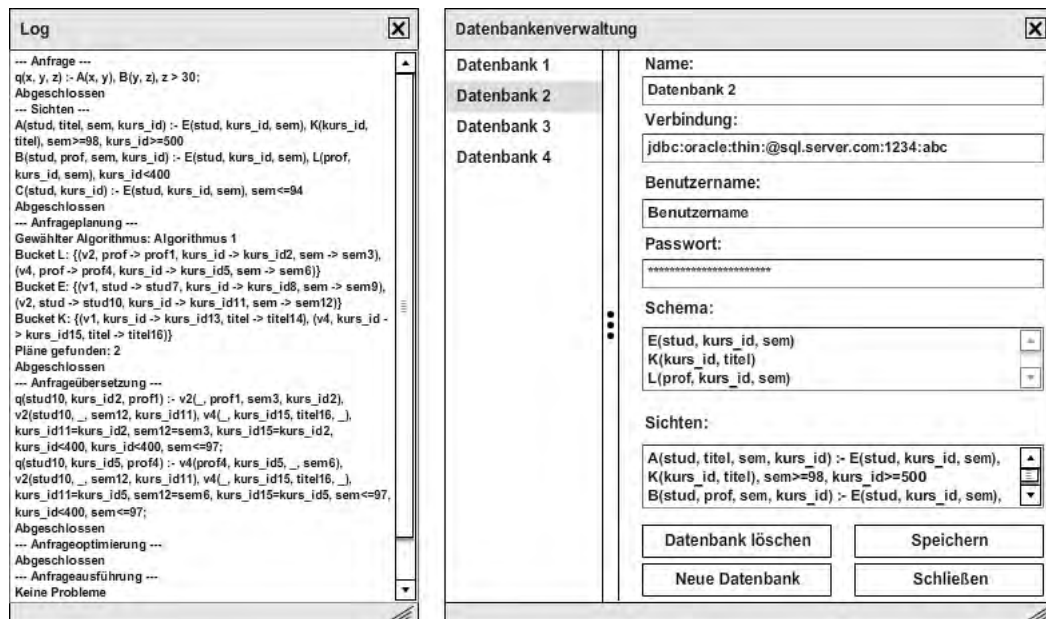 Log
--- Anfrage ---
q(x, y, z) :- A(x, y), B(y, z), z > 30;
Abgeschlossen
--- Sichten ---
A(stud, titel, sem, kurs_id) :- E(stud, kurs_id, sem), K(kurs_id,
titel), sem>=98, kurs_id>=500
B(stud, prof, sem, kurs_id) :- E(stud, kurs_id, sem), L(prof,
kurs_id, sem), kurs_id<400
C(stud, kurs_id) :- E(stud, kurs_id, sem), sem<=94
Abgeschlossen
--- Anfrageplanung ---
Gewählter Algorithmus: Algorithmus 1
Bucket L: {(v2, prof -> prof1, kurs_id -> kurs_id2, sem -> sem3),
(v4, prof -> prof4, kurs_id -> kurs_id5, sem -> sem6)}
Bucket E: {(v1, stud -> stud7, kurs_id -> kurs_id8, sem -> sem9),
(v2, stud -> stud10, kurs_id -> kurs_id11, sem -> sem12)}
Bucket K: {(v1, kurs_id -> kurs_id13, titel -> titel14), (v4, kurs_id -
> kurs_id15, titel -> titel16)}
Pläne gefunden: 2
Abgeschlossen
--- Anfrageübersetzung ---
q(stud10, kurs_id2, prof1) :- v2(_, prof1, sem3, kurs_id2),
v2(stud10, _, sem12, kurs_id11), v4(_, kurs_id15, titel16, _),
kurs_id11=kurs_id2, sem12=sem3, kurs_id15=kurs_id2,
kurs_id<400, kurs_id<400, sem<=97;
q(stud10, kurs_id5, prof4) :- v4(prof4, kurs_id5, _, sem6),
v2(stud10, _, sem12, kurs_id11), v4(_, kurs_id15, titel16, _),
kurs_id11=kurs_id5, sem12=sem6, kurs_id15=kurs_id5, sem<=97,
kurs_id<400, sem<=97;
Abgeschlossen
--- Anfrageoptimierung ---
Abgeschlossen
--- Anfrageausführung ---
Keine Probleme
Datenbankenverwaltung
Datenbank 1
Datenbank 2
Datenbank 3
Datenbank 4
Name:
Datenbank 2
Verbindung:
jdbc:oracle:thin:@sql.server.com:1234:abc
Benutzername:
Benutzername
Passwort:
***********************
Schema:
E(stud, kurs_id, sem)
K(kurs_id, titel)
L(prof, kurs_id, sem)
Sichten:
A(stud, titel, sem, kurs_id) :- E(stud, kurs_id, sem),
K(kurs_id, titel), sem>=98, kurs_id>=500
B(stud, prof, sem, kurs_id) :- E(stud, kurs_id, sem),
Datenbank löschen
Speichern
Neue Datenbank
Schließen